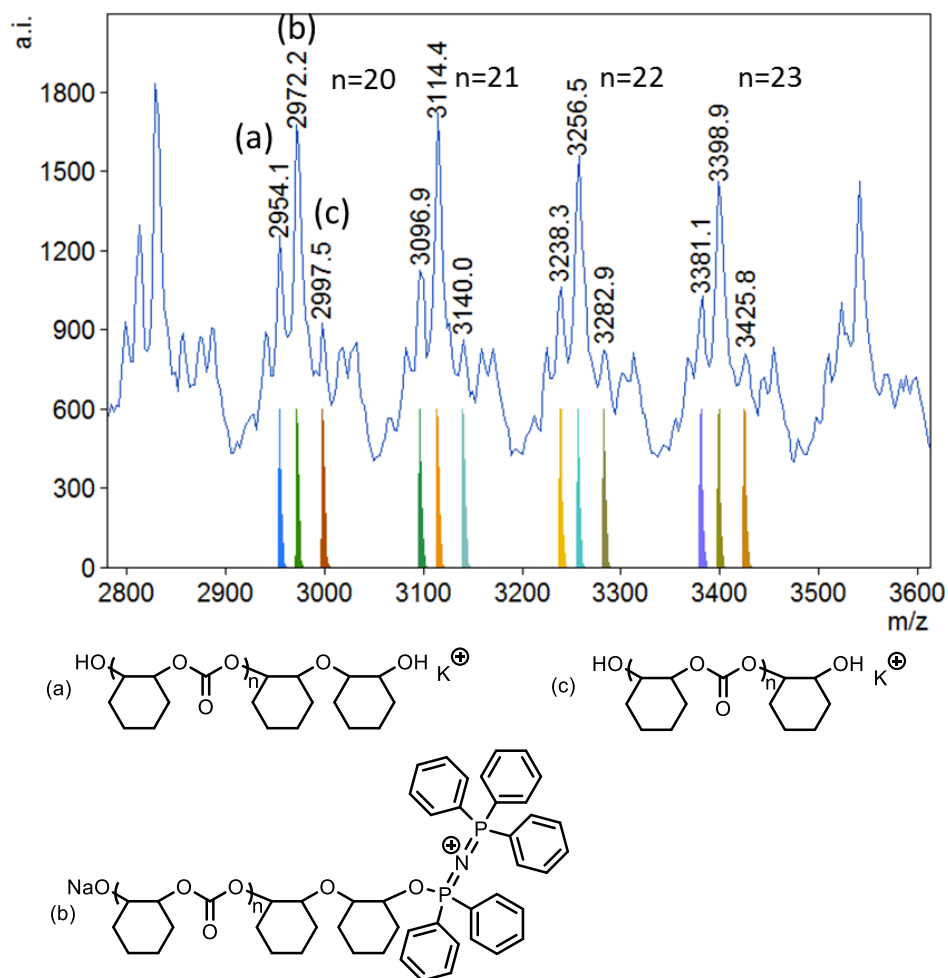 a.i.
(b)
n=20 n=21 n=22 n=23
(a)
(c)
2954.1
2972.2
2997.5
3096.9
3114.4
3140.0
3238.3
3256.5
3282.9
3381.1
3398.9
3425.8
1800
1500
1200
900
600
300
0
2800 2900 3000 3100 3200 3300 3400 3500 3600
m/z
(a) HO ( O O O ) n O OH K ⊕
(c) HO ( O O O ) n OH K ⊕
(b) NaO ( O O O ) n O O P N ⊕ P